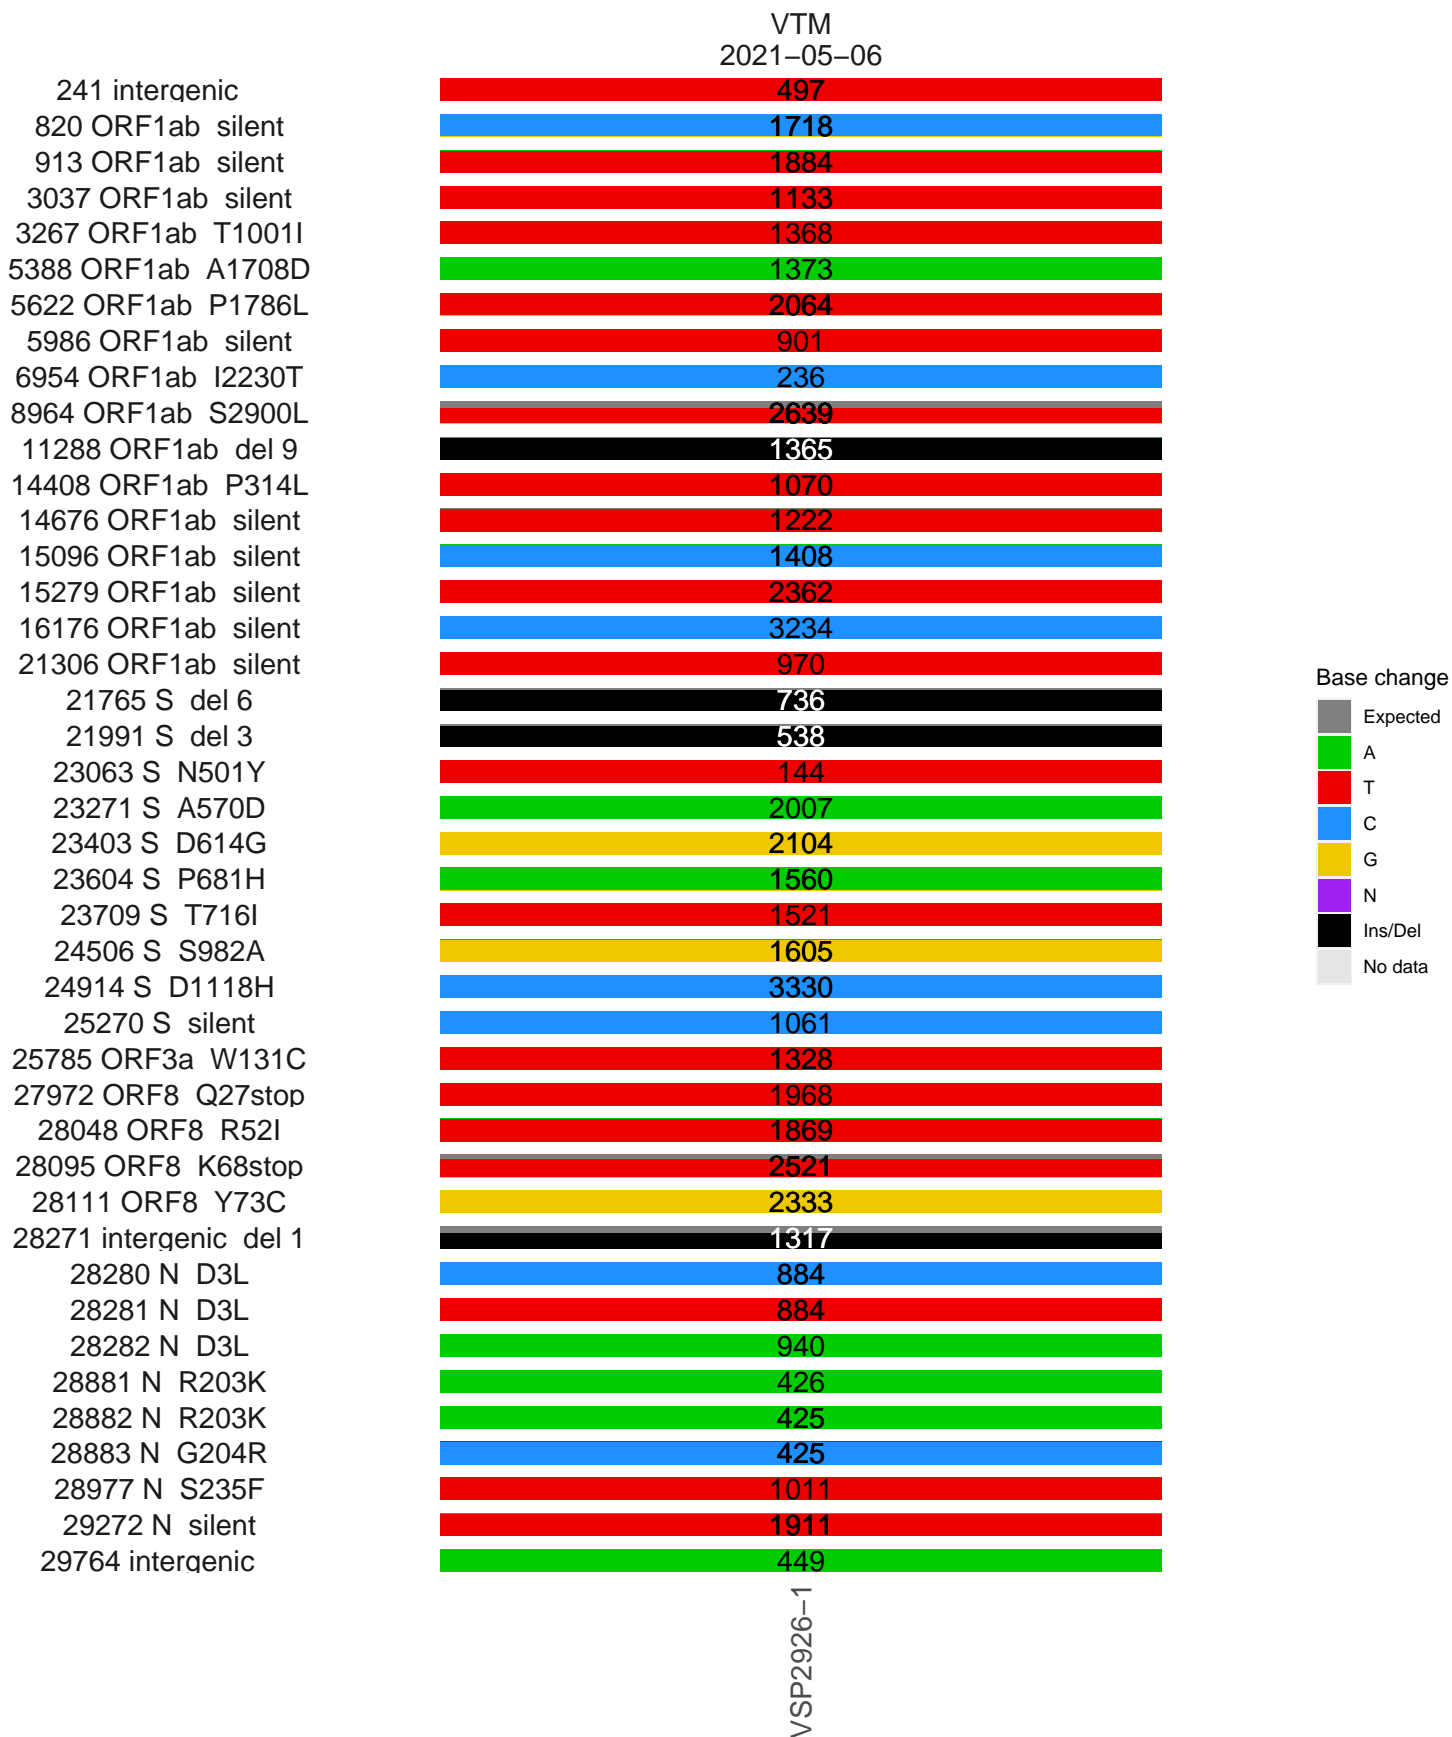 VTM
2021−05−06
241 intergenic 497
820 ORF1ab silent 1718
913 ORF1ab silent 1884
3037 ORF1ab silent 1133
3267 ORF1ab T1001I 1368
5388 ORF1ab A1708D 1373
5622 ORF1ab P1786L 2064
5986 ORF1ab silent 901
6954 ORF1ab I2230T 236
8964 ORF1ab S2900L 2639
11288 ORF1ab del 9 1365
14408 ORF1ab P314L 1070
14676 ORF1ab silent 1222
15096 ORF1ab silent 1408
15279 ORF1ab silent 2362
16176 ORF1ab silent 3234
21306 ORF1ab silent 970
21765 S del 6 736
21991 S del 3 538
23063 S N501Y 144
23271 S A570D 2007
23403 S D614G 2104
23604 S P681H 1560
23709 S T716I 1521
24506 S S982A 1605
24914 S D1118H 3330
25270 S silent 1061
25785 ORF3a W131C 1328
27972 ORF8 Q27stop 1968
28048 ORF8 R52I 1869
28095 ORF8 K68stop 2521
28111 ORF8 Y73C 2333
28271 intergenic del 1 1317
28280 N D3L 884
28281 N D3L 884
28282 N D3L 940
28881 N R203K 426
28882 N R203K 425
28883 N G204R 425
28977 N S235F 1011
29272 N silent 1911
29764 intergenic 449
VSP2926−1
Base change
Expected
A
T
C
G
N
Ins/Del
No data